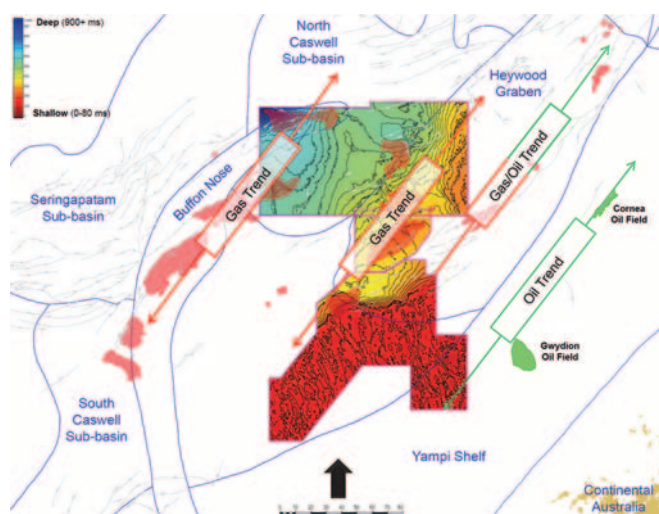 Deep (900+ ms)
Shallow (0-50 ms)
North
Caswell
Sub-basin
Heywood
Graben
Seringapatam
Sub-basin
Buffon Nose
Gas Trend
Gas Trend
Gas/Oil Trend
Oil Trend
Cornea
Oil Field
Gwydion
Oil Field
South
Caswell
Sub-basin
Yampi Shelf
Continental
Australia